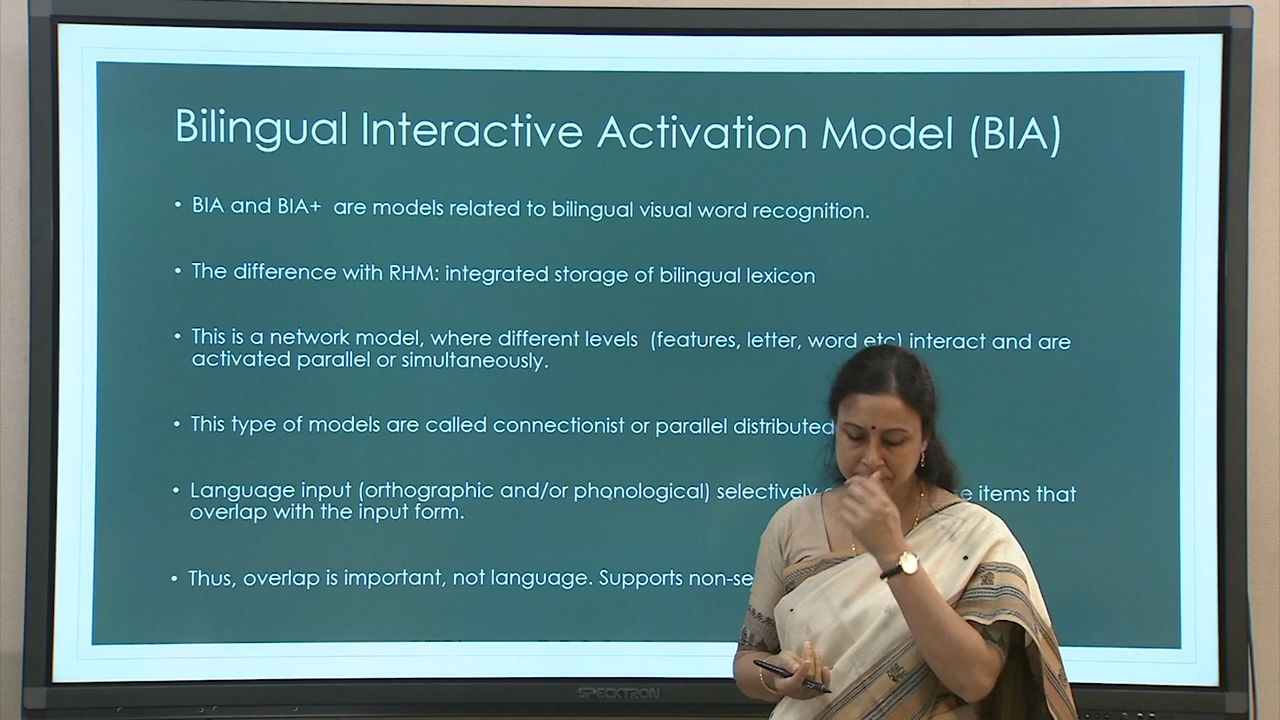 Bilingual Interactive Activation Model (BIA)
• BIA and BIA+ are models related to bilingual visual word recognition.
• The difference with RHM: integrated storage of bilingual lexicon
• This is a network model, where different levels (features, letter, word etc) interact and are
activated parallel or simultaneously.
• This type of models are called connectionist or parallel distributed
• Language input (orthographic and/or phonological) selectively items that
overlap with the input form.
• Thus, overlap is important, not language. Supports
SPECKTRON